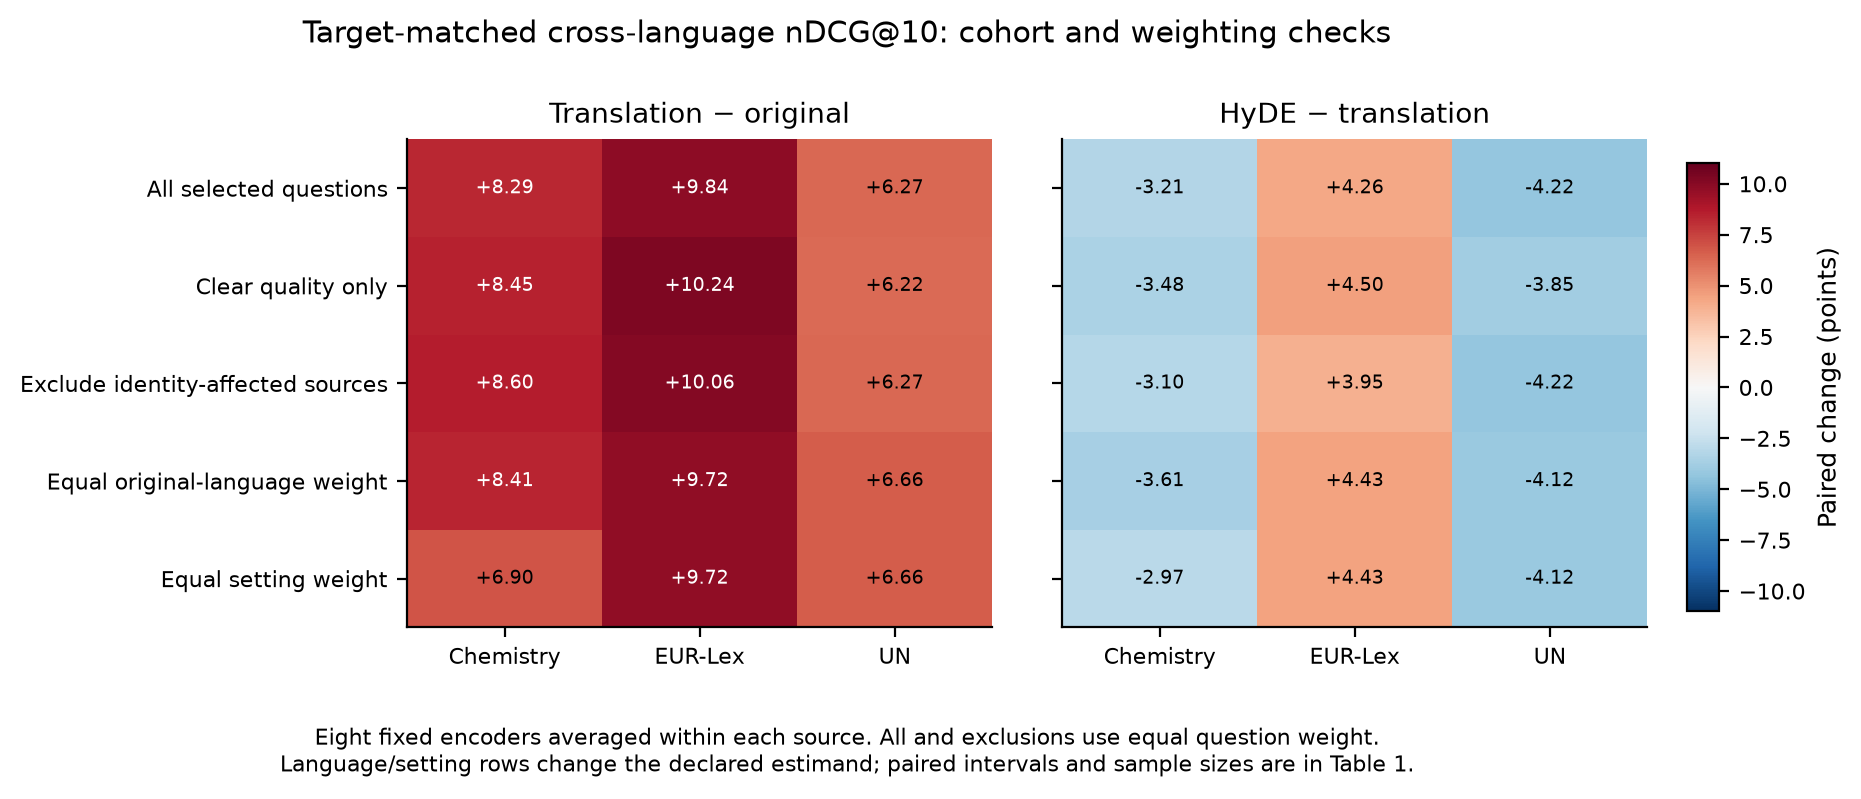 Target-matched cross-language nDCG@10: cohort and weighting checks
Translation − original
HyDE − translation
All selected questions
+8.29 +9.84 +6.27
-3.21 +4.26 -4.22
Clear quality only
+8.45 +10.24 +6.22
-3.48 +4.50 -3.85
Exclude identity-affected sources
+8.60 +10.06 +6.27
-3.10 +3.95 -4.22
Equal original-language weight
+8.41 +9.72 +6.66
-3.61 +4.43 -4.12
Equal setting weight
+6.90 +9.72 +6.66
-2.97 +4.43 -4.12
Chemistry EUR-Lex UN
Chemistry EUR-Lex UN
10.0
7.5
5.0
2.5
0.0
−2.5
−5.0
−7.5
−10.0
Paired change (points)
Eight fixed encoders averaged within each source. All and exclusions use equal question weight.
Language/setting rows change the declared estimand; paired intervals and sample sizes are in Table 1.